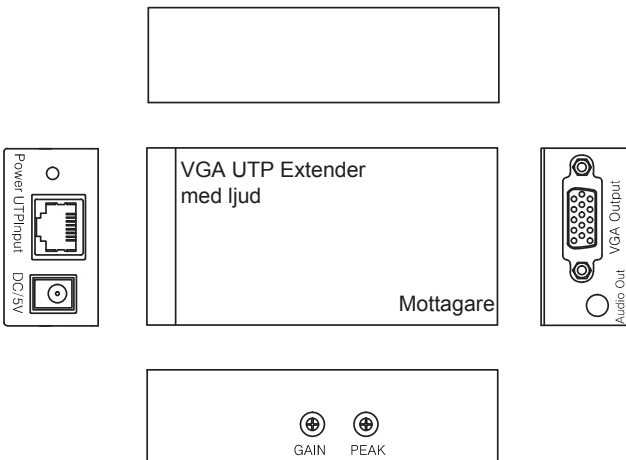 Power UTPInput
DC/5V
VGA UTP Extender
med ljud
Mottagare
VGA Output
Audio Out
GAIN PEAK